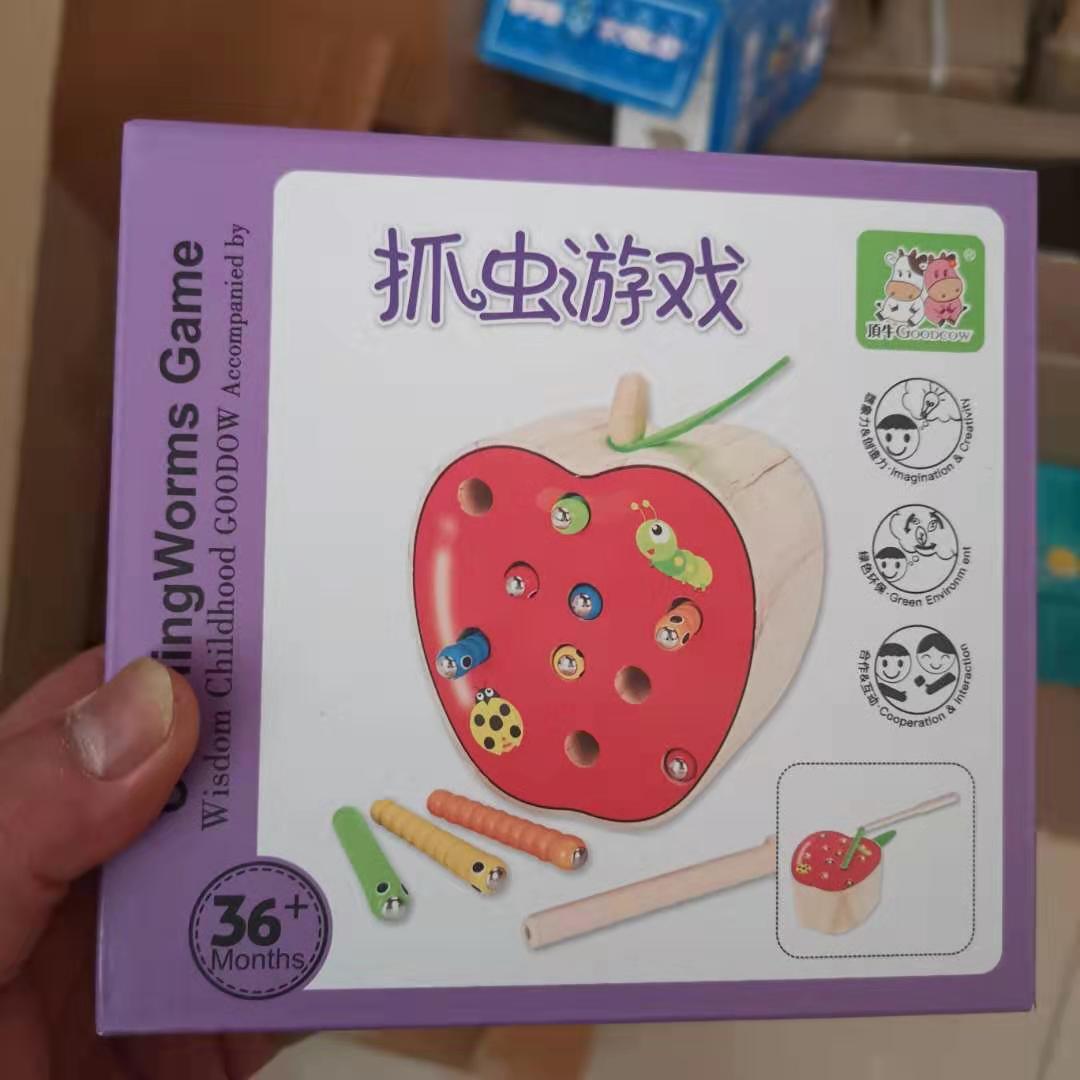 抓虫游戏
頂牛GOODCOW®
想象力&创造力·Imagination & Creativity
绿色环保·Green Environm ent
合作&互动·Cooperation & Interaction
Worms Game
Wisdom Childhood GOODOW Accompanied by
36+
Months